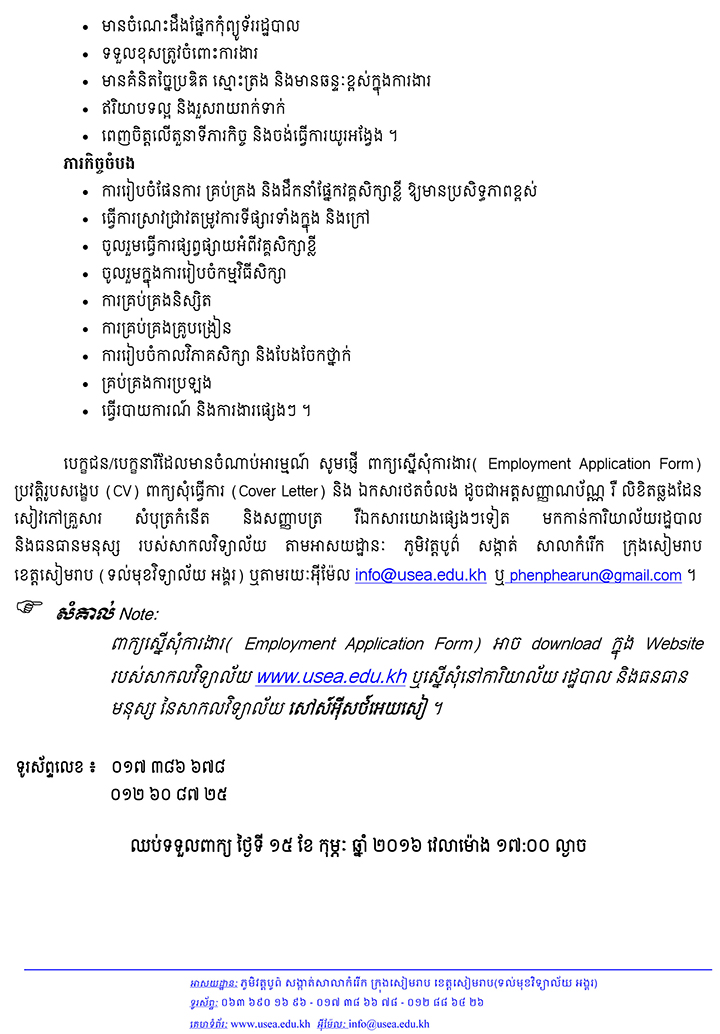 • មានចំណេះដឹងផ្នែកកុំព្យូទ័ររដ្ឋបាល
• ទទួលខុសត្រូវចំពោះការងារ
• មានគំនិតច្នៃប្រឌិត ស្មោះត្រង់ និងមានឆន្ទៈខ្ពស់ក្នុងការងារ
• ឥរិយាបទល្អ និងរួសរាយរាក់ទាក់
• ពេញចិត្តលើតួនាទីភារកិច្ច និងចង់ធ្វើការយូរអង្វែង ។
ភារកិច្ចចំបង
• ការរៀបចំផែនការ គ្រប់គ្រង និងដឹកនាំផ្នែកវគ្គសិក្សាខ្លី ឱ្យមានប្រសិទ្ធភាពខ្ពស់
• ធ្វើការស្រាវជ្រាវតម្រូវការទីផ្សារទាំងក្នុង និងក្រៅ
• ចូលរួមធ្វើការផ្សព្វផ្សាយអំពីវគ្គសិក្សាខ្លី
• ចូលរួមក្នុងការរៀបចំកម្មវិធីសិក្សា
• ការគ្រប់គ្រងនិស្សិត
• ការគ្រប់គ្រងគ្រូបង្រៀន
• ការរៀបចំកាលវិភាគសិក្សា និងបែងចែកថ្នាក់
• គ្រប់គ្រងការប្រឡង
• ធ្វើរបាយការណ៍ និងការងារផ្សេងៗ ។
បេក្ខជន/បេក្ខនារីដែលមានចំណាប់អារម្មណ៍ សូមផ្ញើ ពាក្យស្នើសុំការងារ( Employment Application Form)
ប្រវត្តិរូបសង្ខេប (CV) ពាក្យសុំធ្វើការ (Cover Letter) និង ឯកសារថតចំលង ដូចជាអត្តសញ្ញាណប័ណ្ណ រឺ លិខិតឆ្លងដែន
សៀវភៅគ្រួសារ សំបុត្រកំនើត និងសញ្ញាបត្រ រឺឯកសារយោងផ្សេងៗទៀត មកកាន់ការិយាល័យរដ្ឋបាល
និងធនធានមនុស្ស របស់សាកលវិទ្យាល័យ តាមអាសយដ្ឋានៈ ភូមិវត្តបូព៌ សង្កាត់ សាលាកំរើក ក្រុងសៀមរាប
ខេត្តសៀមរាប (ទល់មុខវិទ្យាល័យ អង្គរ) ឬតាមរយៈអ៊ីម៉ែល info@usea.edu.kh ឬ phenphearun@gmail.com ។
☞ សំគាល់ Note:
ពាក្យស្នើសុំការងារ( Employment Application Form) អាច download ក្នុង Website
របស់សាកលវិទ្យាល័យ www.usea.edu.kh ឬស្នើសុំនៅការិយាល័យ រដ្ឋបាល និងធនធាន
មនុស្ស នៃសាកលវិទ្យាល័យ សៅស៍អ៊ីសថ៍អេយសៀ ។
ទូរស័ព្ទលេខ ៖ ០១៧ ៣៨៦ ៦៧៨
០១២ ៦០ ៨៧ ២៥
ឈប់ទទួលពាក្យ ថ្ងៃទី ១៥ ខែ កុម្ភៈ ឆ្នាំ ២០១៦ វេលាម៉ោង ១៧:០០ ល្ងាច
អាសយដ្ឋានៈ ភូមិវត្តបូព៌ សង្កាត់សាលាកំរើក ក្រុងសៀមរាប ខេត្តសៀមរាប(ទល់មុខវិទ្យាល័យ អង្គរ)
ទូរស័ព្ទៈ ០៦៣ ៦៩០ ១៦ ៩៦ - ០១៧ ៣៨ ៦៦ ៧៨ - ០១២ ៨៨ ៦៤ ២៦
គេហទំព័រៈ www.usea.edu.kh អ៊ីម៉ែលៈ info@usea.edu.kh